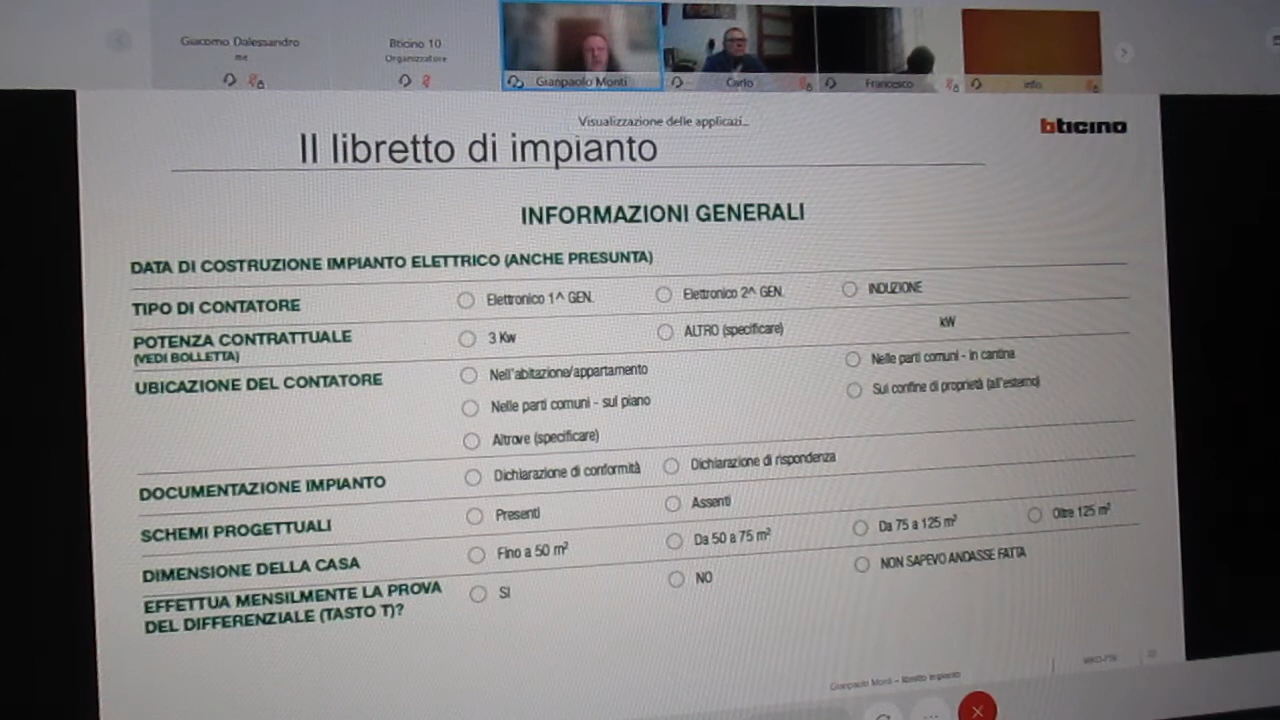 Giacomo Dalessandro
me
Bticino 10
Organizzatore
Gianpaolo Monti
Carlo
Francesco
info
Visualizzazione delle applicazi...
bticino
Il libretto di impianto
INFORMAZIONI GENERALI
DATA DI COSTRUZIONE IMPIANTO ELETTRICO (ANCHE PRESUNTA)
TIPO DI CONTATORE Elettronico 1^ GEN. Elettronico 2^ GEN. INDUZIONE
POTENZA CONTRATTUALE 3 Kw ALTRO (specificare) kW
(VEDI BOLLETTA)
UBICAZIONE DEL CONTATORE Nell'abitazione/appartamento Nelle parti comuni - in cantina
Nelle parti comuni - sul piano Sul confine di proprietà (all'esterno)
Altrove (specificare)
DOCUMENTAZIONE IMPIANTO Dichiarazione di conformità Dichiarazione di rispondenza
SCHEMI PROGETTUALI Presenti Assenti
DIMENSIONE DELLA CASA Fino a 50 m² Da 50 a 75 m² Da 75 a 125 m² Oltre 125 m²
EFFETTUA MENSILMENTE LA PROVA SI NO NON SAPEVO ANDASSE FATTA
DEL DIFFERENZIALE (TASTO T)?
Gianpaolo Monti – libretto impianto